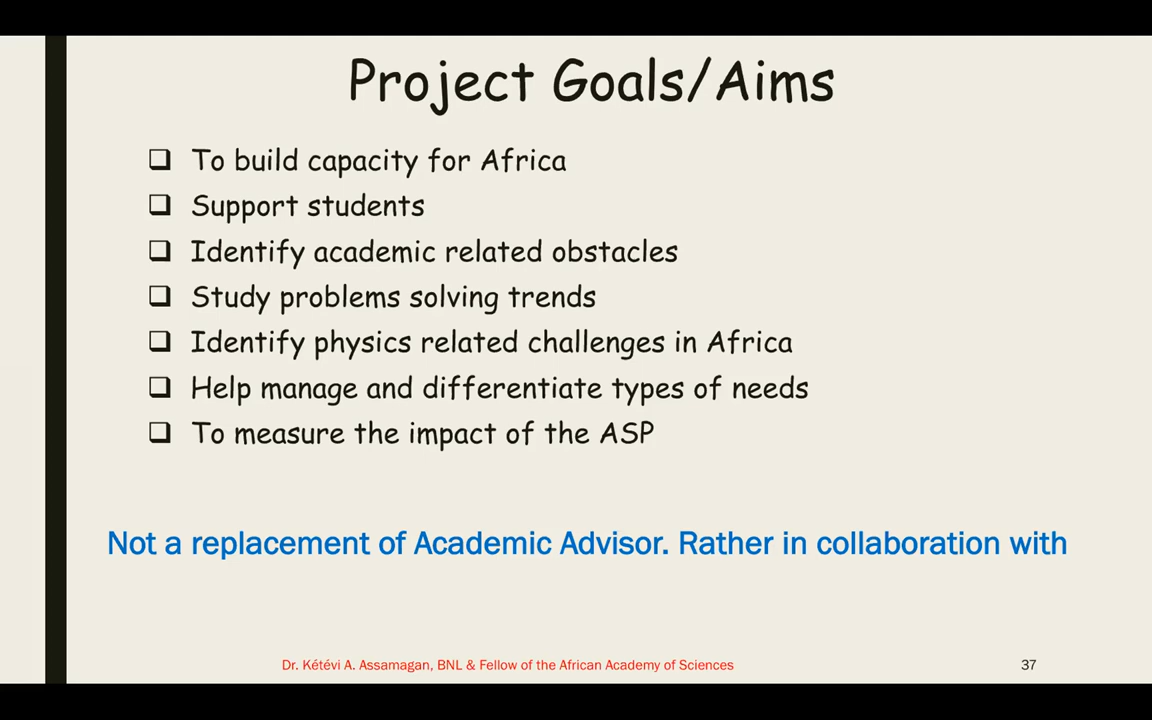 Project Goals/Aims
❑ To build capacity for Africa
❑ Support students
❑ Identify academic related obstacles
❑ Study problems solving trends
❑ Identify physics related challenges in Africa
❑ Help manage and differentiate types of needs
❑ To measure the impact of the ASP
Not a replacement of Academic Advisor. Rather in collaboration with
Dr. Kétévi A. Assamagan, BNL & Fellow of the African Academy of Sciences
37